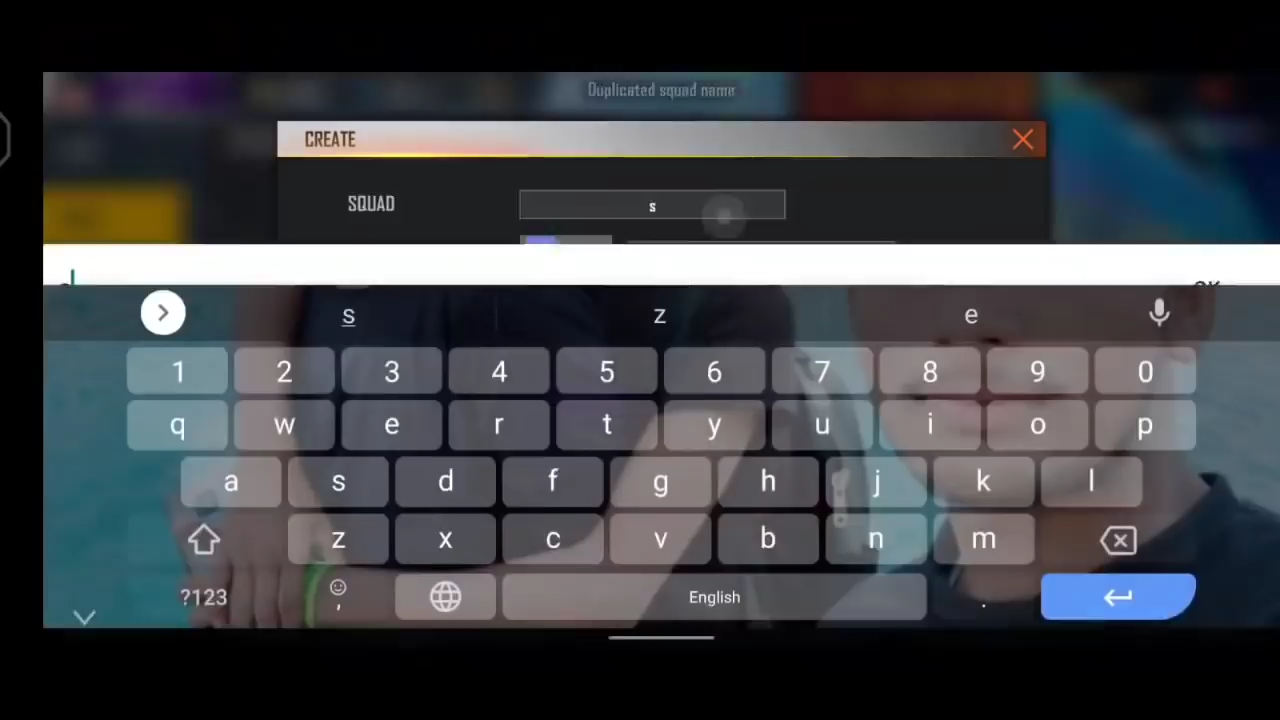 Duplicated squad name
CREATE
SQUAD
s
s z e
1 2 3 4 5 6 7 8 9 0
q w e r t y u i o p
a s d f g h j k l
z x c v b n m
?123 , English .